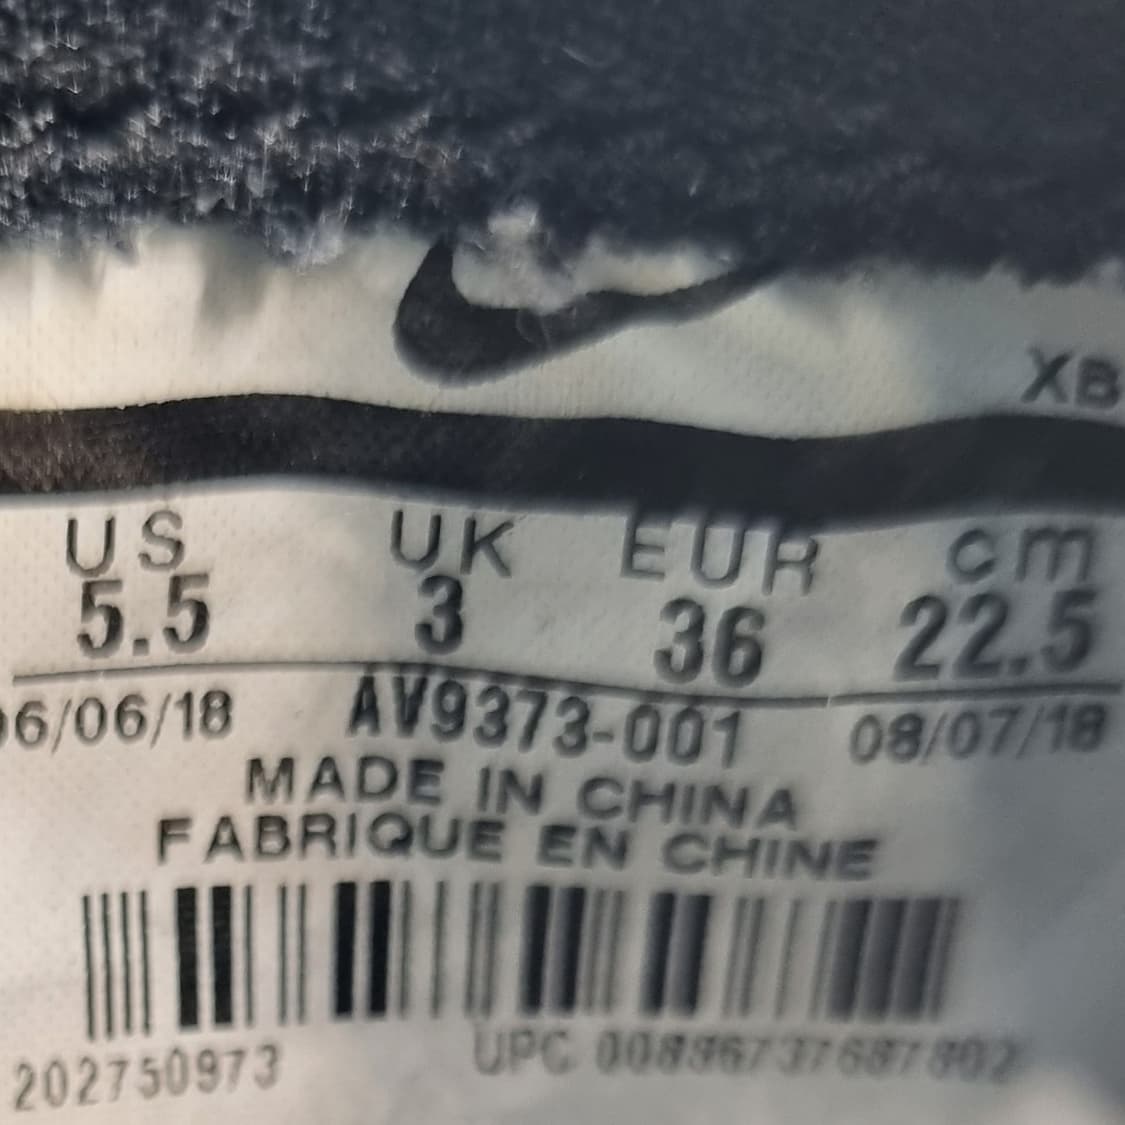 XB
US UK EUR cm
5.5 3 36 22.5
06/06/18 AV9373-001 08/07/18
MADE IN CHINA
FABRIQUE EN CHINE
202750973 UPC